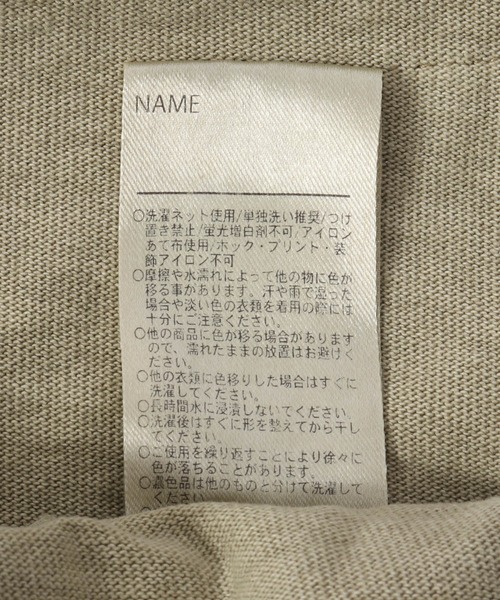 NAME
○洗濯ネット使用/単独洗い推奨/つけ
置き禁止/蛍光増白剤不可/アイロン
あて布使用/ホック・プリント・装
飾アイロン不可
○摩擦や水濡れによって他の物に色が
移る事があります。汗や雨で湿った
場合や淡い色の衣類を着用の際には
十分にご注意ください。
○他の商品に色が移る場合があります
ので、濡れたままの放置はお避けく
ださい。
○他の衣類に色移りした場合はすぐに
洗濯してください。
○長時間水に浸漬しないでください。
○洗濯後はすぐに形を整えてから干し
てください。
○ご使用を繰り返すことにより徐々に
色が落ちることがあります。
○濃色品は他のものと分けて洗濯して
ください。